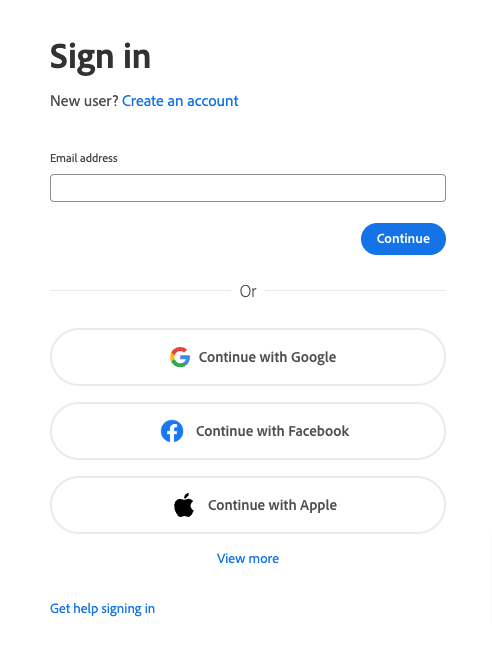 Sign in
New user? Create an account
Email address
Continue
Or
Continue with Google
Continue with Facebook
Continue with Apple
View more
Get help signing in